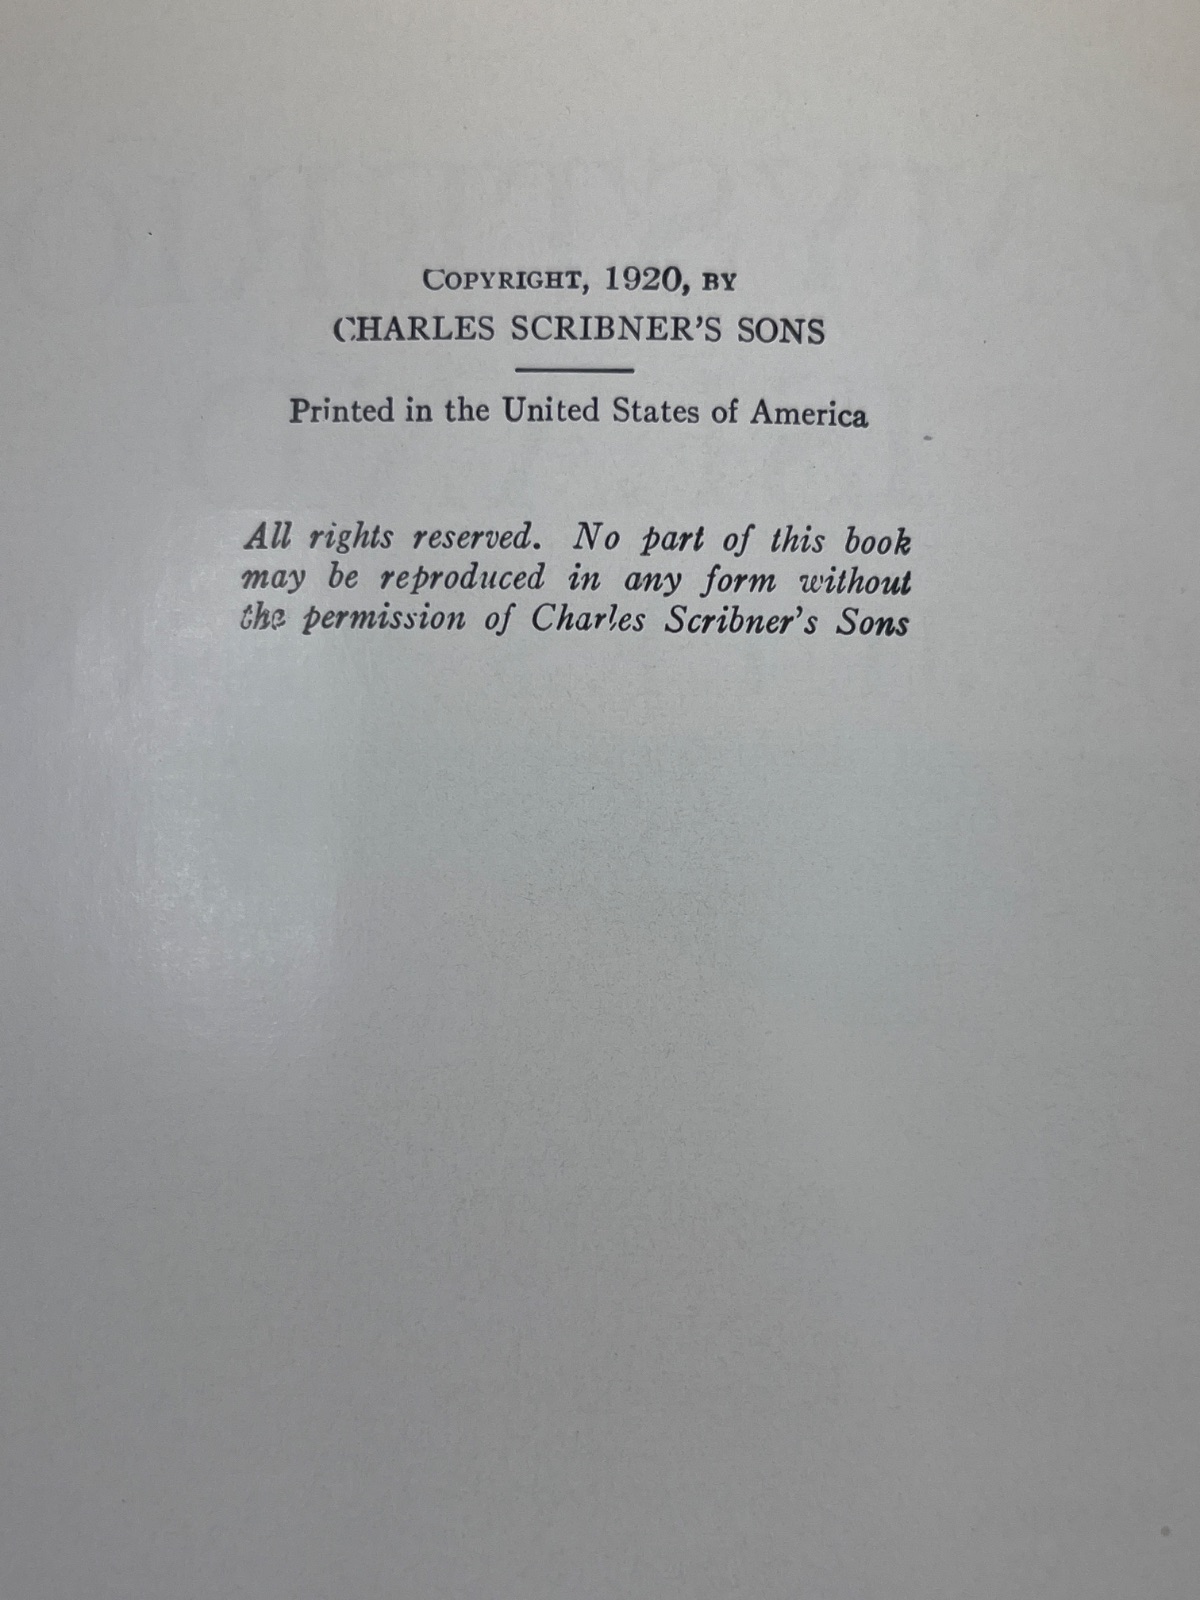 COPYRIGHT, 1920, BY
CHARLES SCRIBNER'S SONS
Printed in the United States of America
All rights reserved. No part of this book
may be reproduced in any form without
the permission of Charles Scribner's Sons